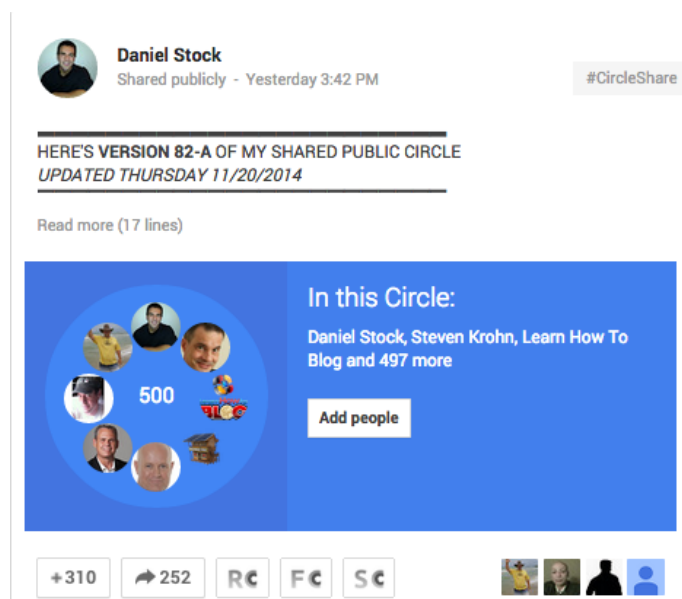 Daniel Stock
Shared publicly - Yesterday 3:42 PM
#CircleShare
HERE'S VERSION 82-A OF MY SHARED PUBLIC CIRCLE
UPDATED THURSDAY 11/20/2014
Read more (17 lines)
In this Circle:
Daniel Stock, Steven Krohn, Learn How To
Blog and 497 more
500
BLOG
Add people
+310
252
RC
FC
SC